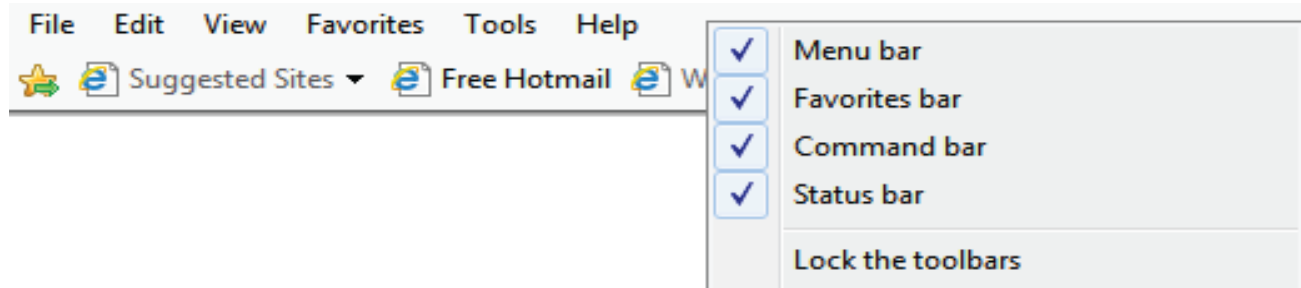 File Edit View Favorites Tools Help
Suggested Sites Free Hotmail
Menu bar
Favorites bar
Command bar
Status bar
Lock the toolbars